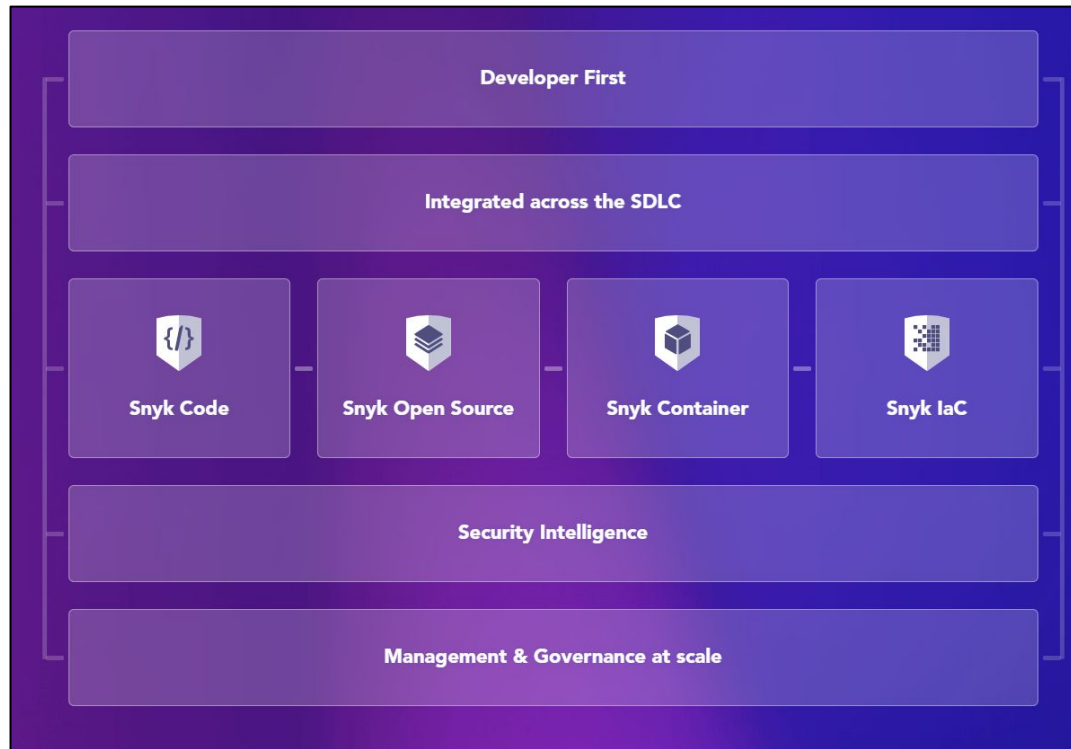 Developer First
Integrated across the SDLC
{/}
Snyk Code
Snyk Open Source
Snyk Container
Snyk IaC
Security Intelligence
Management & Governance at scale